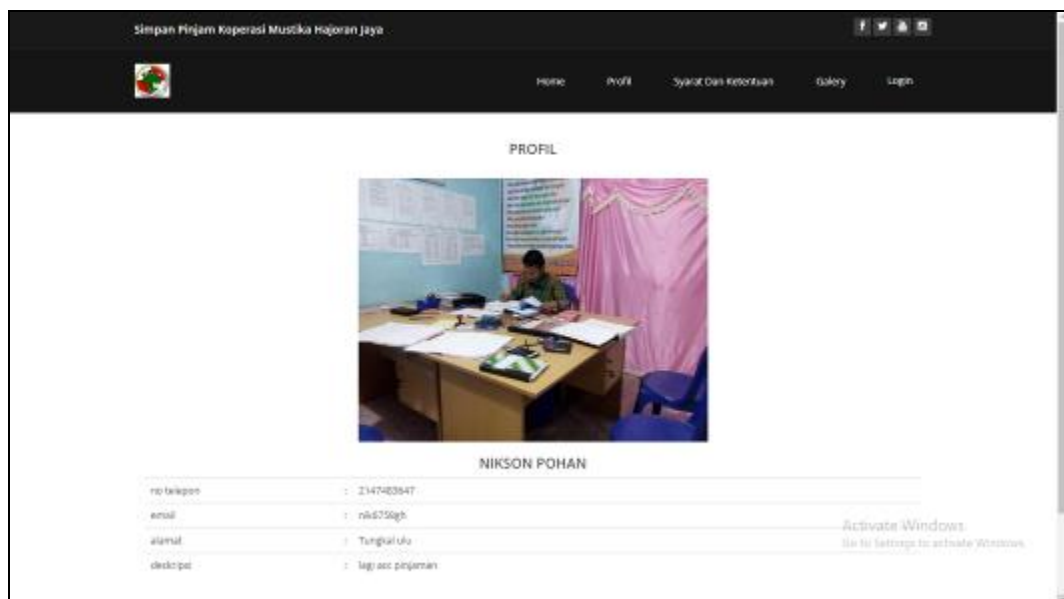 Simpan Pinjam Koperasi Mustika Hajoran Jaya
Home Profil Syarat Dan Ketentuan Galery Login
PROFIL
NIKSON POHAN
no telepon : 2147483647
email :
alamat : Tungkal ulu
deskripsi : lagi acc pinjaman
Activate Windows
Go to Settings to activate Windows.